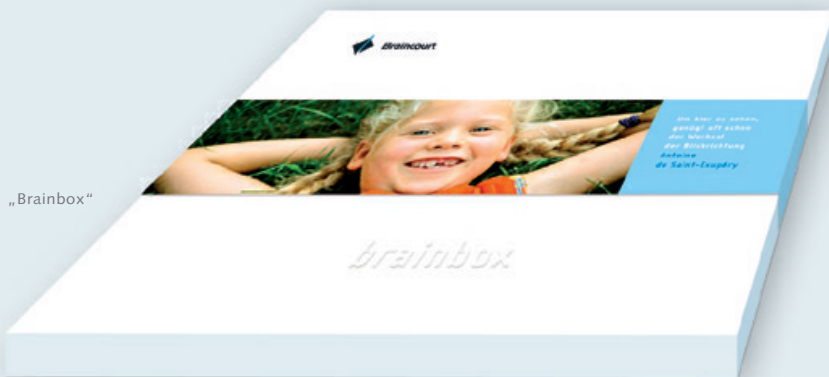 Braincourt
Um klar zu sehen,
genügt oft schon
der Wechsel
der Blickrichtung
Antoine
de Saint-Exupéry
„Brainbox“
brainbox